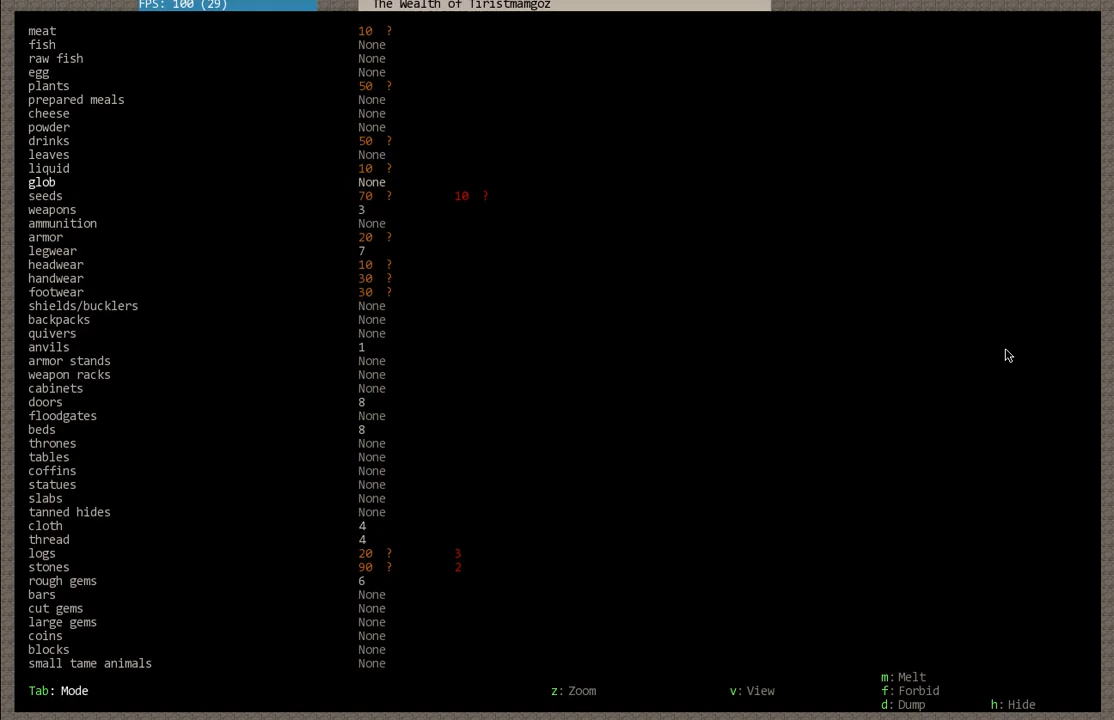 FPS: 100 (29) The Wealth of Tiristmamgoz
meat 10 ?
fish None
raw fish None
egg None
plants 50 ?
prepared meals None
cheese None
powder None
drinks 50 ?
leaves None
liquid 10 ?
glob None
seeds 70 ? 10 ?
weapons 3
ammunition None
armor 20 ?
legwear 7
headwear 10 ?
handwear 30 ?
footwear 30 ?
shields/bucklers None
backpacks None
quivers None
anvils 1
armor stands None
weapon racks None
cabinets None
doors 8
floodgates None
beds 8
thrones None
tables None
coffins None
statues None
slabs None
tanned hides None
cloth 4
thread 4
logs 20 ? 3
stones 90 ? 2
rough gems 6
bars None
cut gems None
large gems None
coins None
blocks None
small tame animals None
m: Melt
Tab: Mode z: Zoom v: View f: Forbid
d: Dump h: Hide